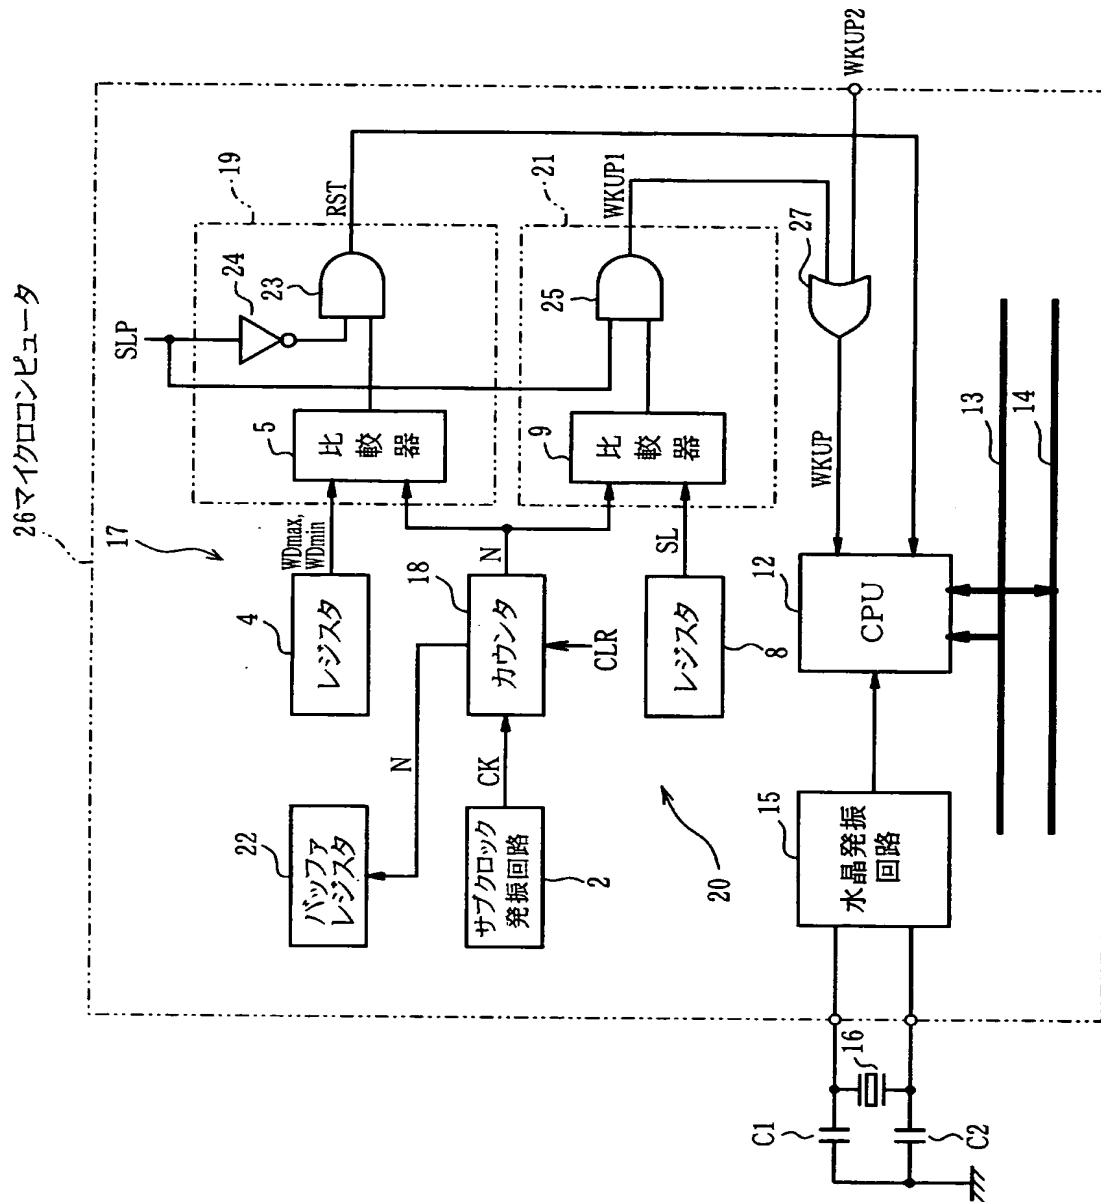 26マイクロコンピュータ
17
SLP
24
19
23
RST
5
比較器
WDmax,
WDmin
4
レジスタ
22
バッファ
レジスタ
N
18
カウンタ
N
CK
CLR
サブクロック
発振回路
2
21
WKUP1
25
9
比較器
SL
レジスタ
8
20
27
WKUP2
WKUP
12
CPU
13
14
15
水晶発振
回路
16
C1
C2